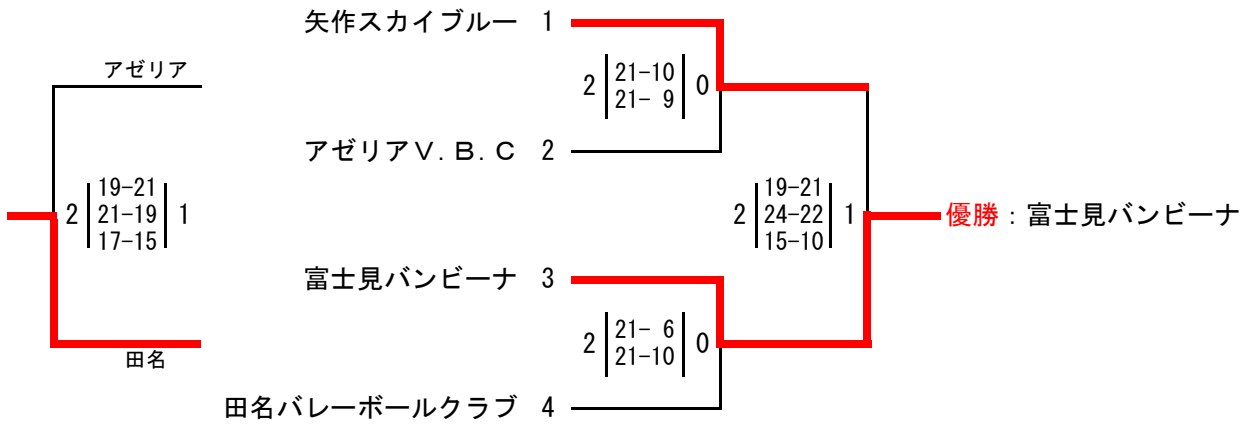 矢作スカイブルー 1
アゼリア
2 21-10 0
21- 9
アゼリアV.B.C 2
2 19-21 1
21-19
17-15
2 19-21 1
24-22
15-10
優勝：富士見バンビーナ
富士見バンビーナ 3
2 21- 6 0
21-10
田名
田名バレーボールクラブ 4